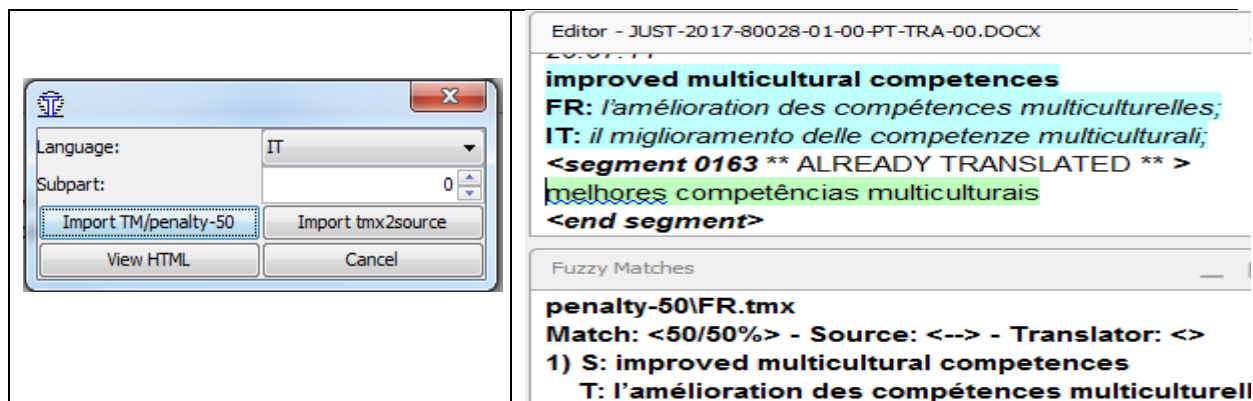 Language:
IT
Subpart:
0
Import TM/penalty-50
Import tmx2source
View HTML
Cancel
Editor - JUST-2017-80028-01-00-PT-TRA-00.DOCX
improved multicultural competences
FR: l'amélioration des compétences multiculturelles;
IT: il miglioramento delle competenze multiculturali;
<segment 0163 ** ALREADY TRANSLATED ** >
melhores competências multiculturais
<end segment>
Fuzzy Matches
penalty-50\FR.tmx
Match: <50/50%> - Source: <--> - Translator: <>
1) S: improved multicultural competences
T: l'amélioration des compétences multiculturell